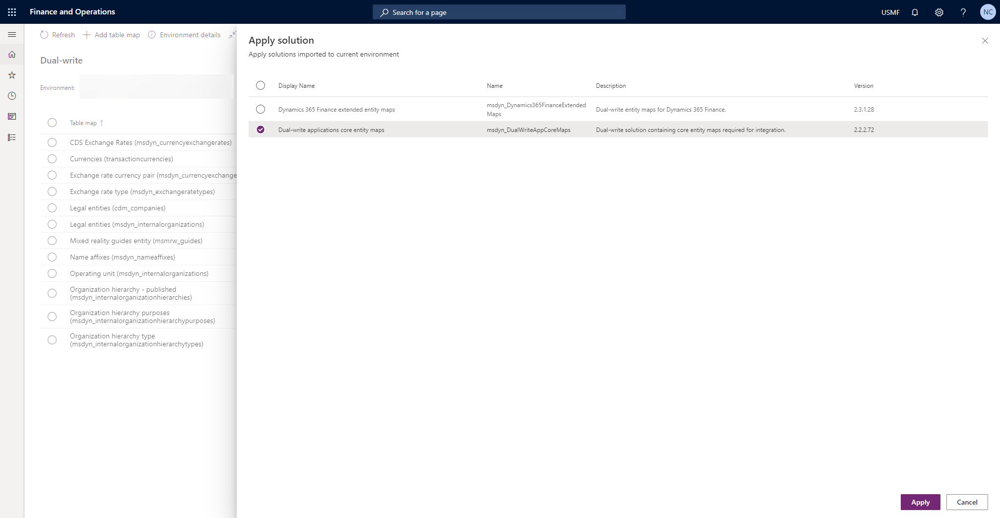 Finance and Operations
Search for a page
USMF
NC
Refresh
Add table map
Environment details
Dual-write
Environment:
Table map ↑
CDS Exchange Rates (msdyn_currencyexchangerates)
Currencies (transactioncurrencies)
Exchange rate currency pair (msdyn_currencyexchange
Exchange rate type (msdyn_exchangeratetypes)
Legal entities (cdm_companies)
Legal entities (msdyn_internalorganizations)
Mixed reality guides entity (msmrw_guides)
Name affixes (msdyn_nameaffixes)
Operating unit (msdyn_internalorganizations)
Organization hierarchy - published
(msdyn_internalorganizationhierarchies)
Organization hierarchy purposes
(msdyn_internalorganizationhierarchypurposes)
Organization hierarchy type
(msdyn_internalorganizationhierarchytypes)
Apply solution
Apply solutions imported to current environment
Display Name
Name
Description
Version
Dynamics 365 Finance extended entity maps
msdyn_Dynamics365FinanceExtended
Maps
Dual-write entity maps for Dynamics 365 Finance.
2.3.1.28
Dual-write applications core entity maps
msdyn_DualWriteAppCoreMaps
Dual-write solution containing core entity maps required for integration.
2.2.2.72
Apply
Cancel